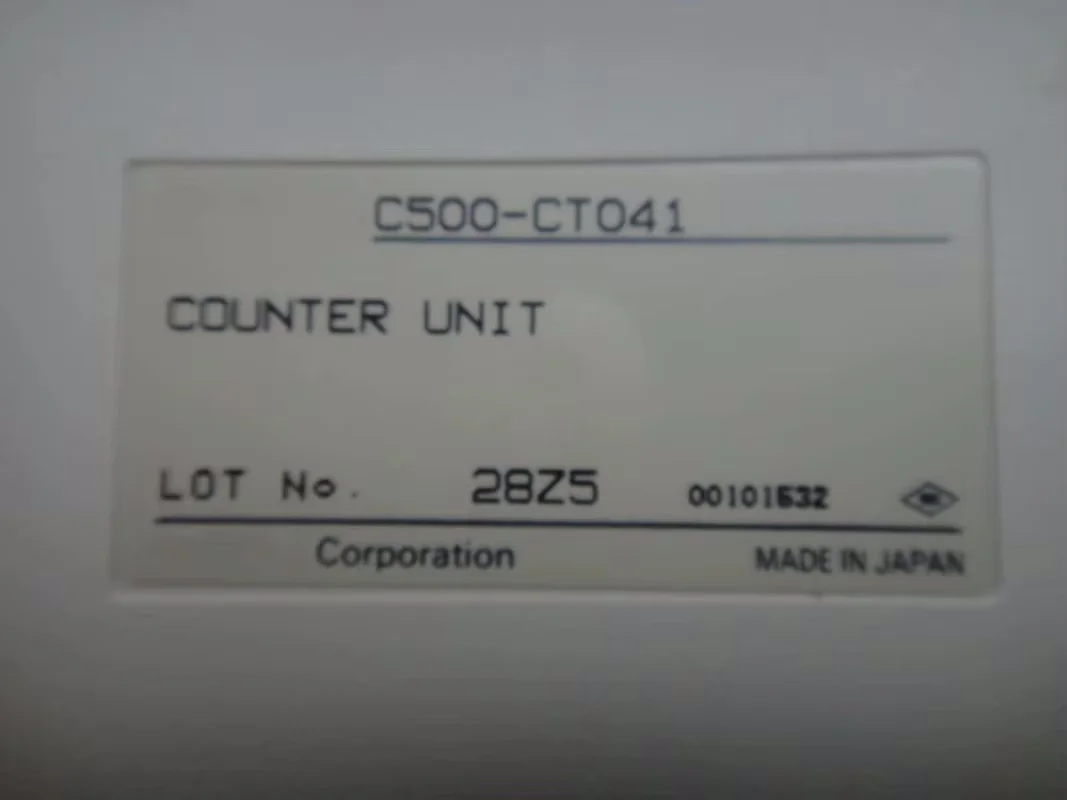 C500-CT041
COUNTER UNIT
LOT No. 28Z5 00101532
Corporation MADE IN JAPAN